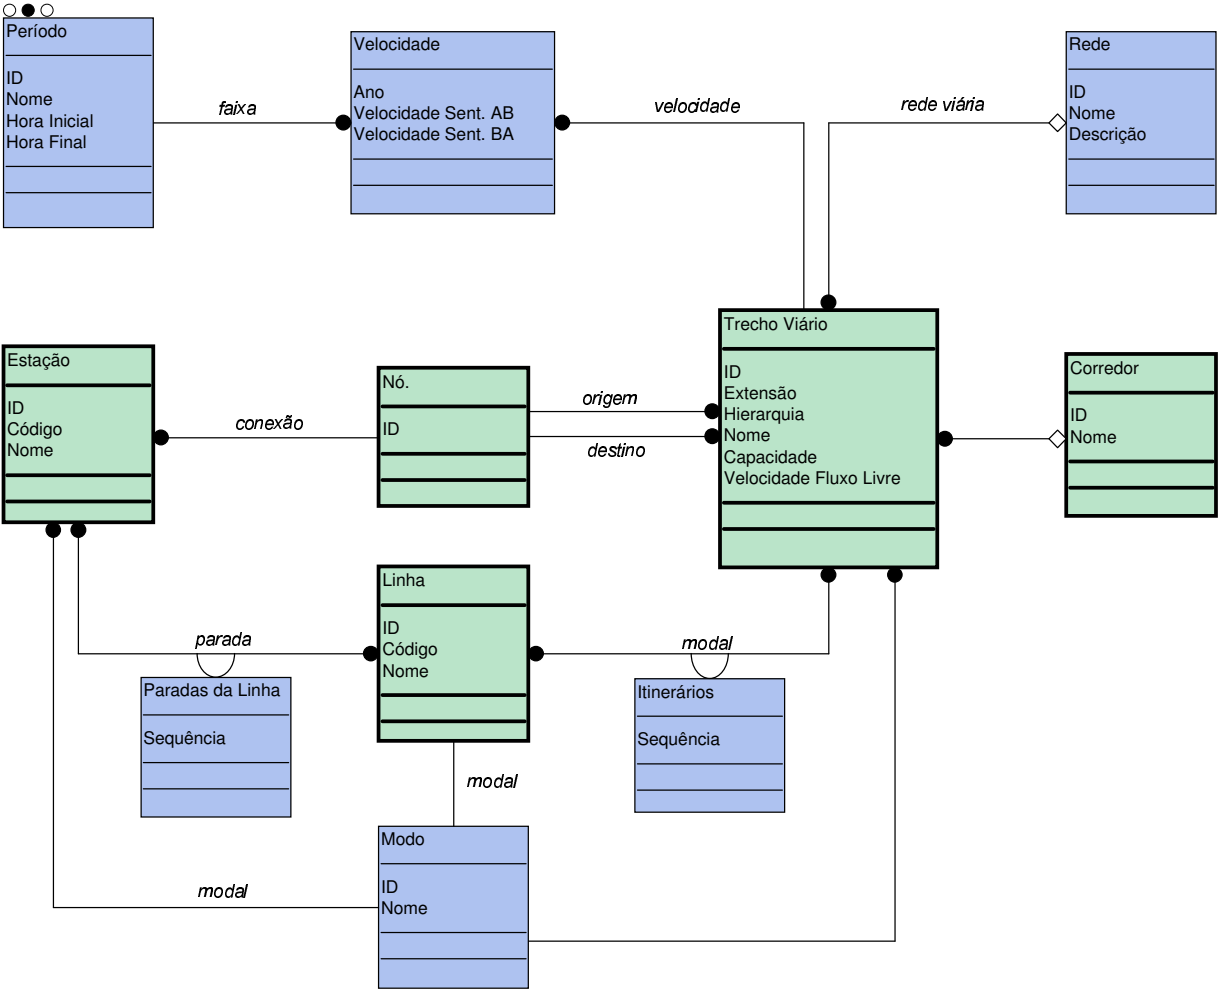 Período
ID
Nome
Hora Inicial
Hora Final
faixa
Velocidade
Ano
Velocidade Sent. AB
Velocidade Sent. BA
velocidade
rede viária
Rede
ID
Nome
Descrição
Estação
ID
Código
Nome
conexão
Nó.
ID
origem
destino
Trecho Viário
ID
Extensão
Hierarquia
Nome
Capacidade
Velocidade Fluxo Livre
Corredor
ID
Nome
parada
Paradas da Linha
Sequência
Linha
ID
Código
Nome
modal
Itinerários
Sequência
modal
Modo
ID
Nome
modal